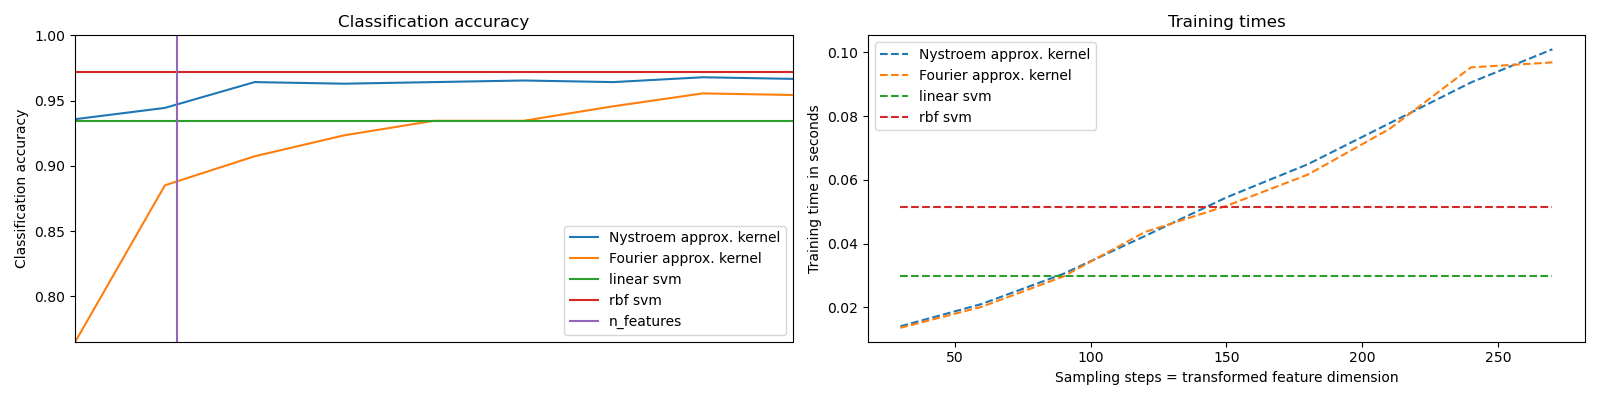 Classification accuracy
Classification accuracy
1.00
0.95
0.90
0.85
0.80
Nystroem approx. kernel
Fourier approx. kernel
linear svm
rbf svm
n_features
Training times
Training time in seconds
0.10
0.08
0.06
0.04
0.02
Nystroem approx. kernel
Fourier approx. kernel
linear svm
rbf svm
50 100 150 200 250
Sampling steps = transformed feature dimension